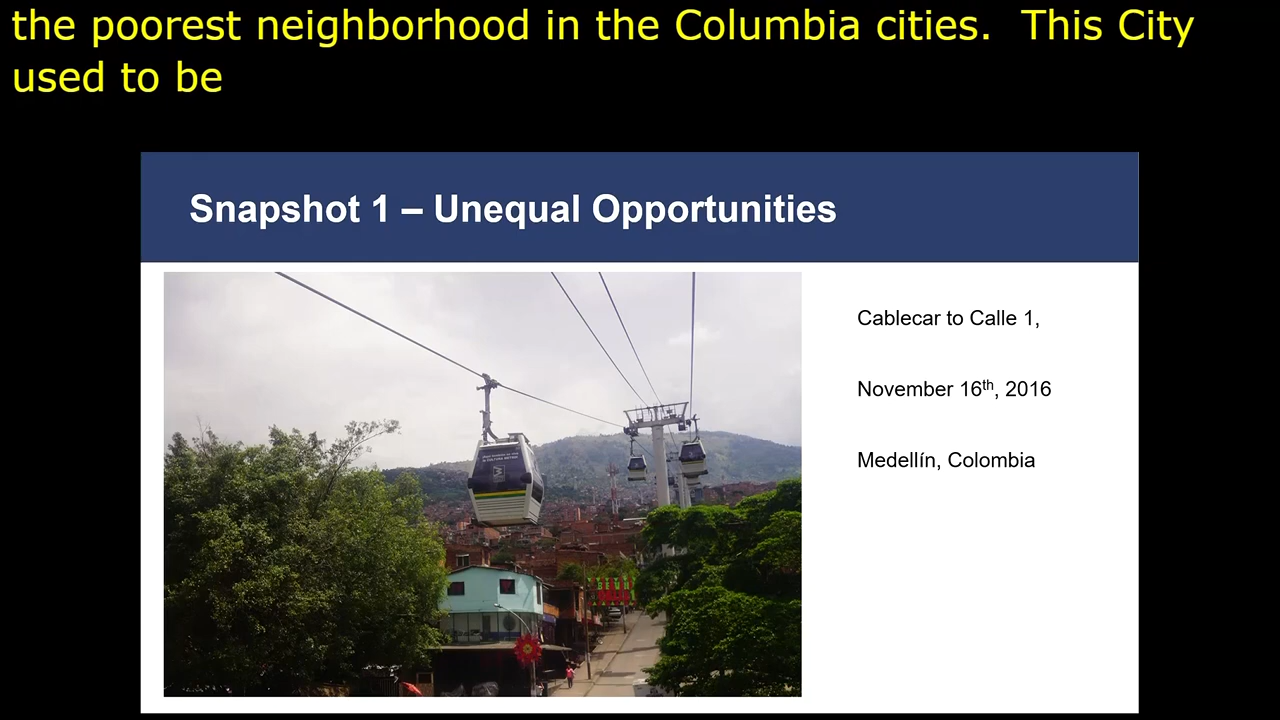 the poorest neighborhood in the Columbia cities.  This City
used to be
Snapshot 1 – Unequal Opportunities
Cablecar to Calle 1,
November 16th, 2016
Medellín, Colombia